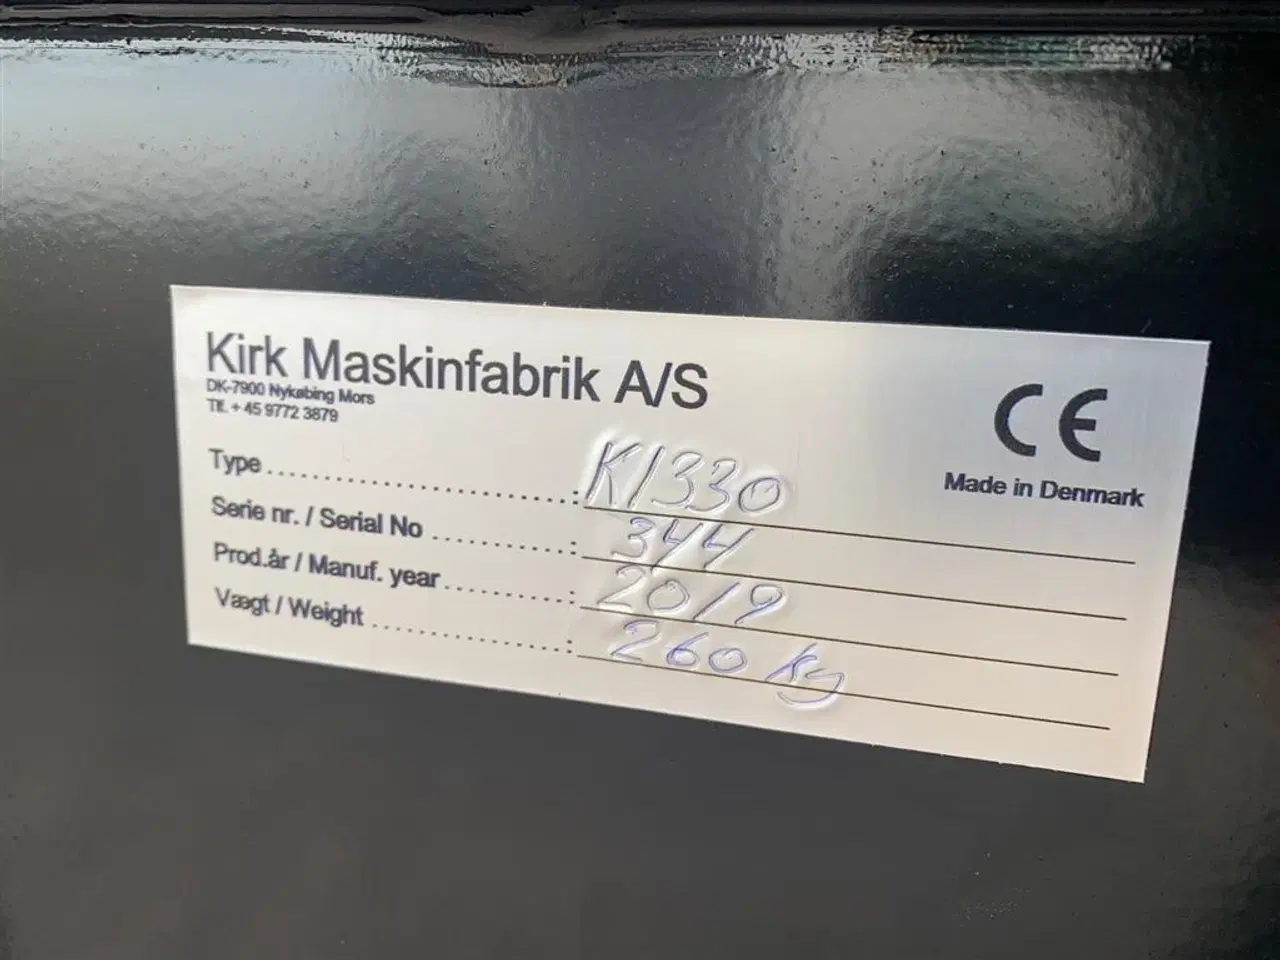 Kirk Maskinfabrik A/S
DK-7900 Nykøbing Mors
Tlf. + 45 9772 3879
CE
Made in Denmark
Type..............................: K1330
Serie nr. / Serial No ..............: 344
Prod.år / Manuf. year.............: 2019
Vægt / Weight ...................: 260 kg